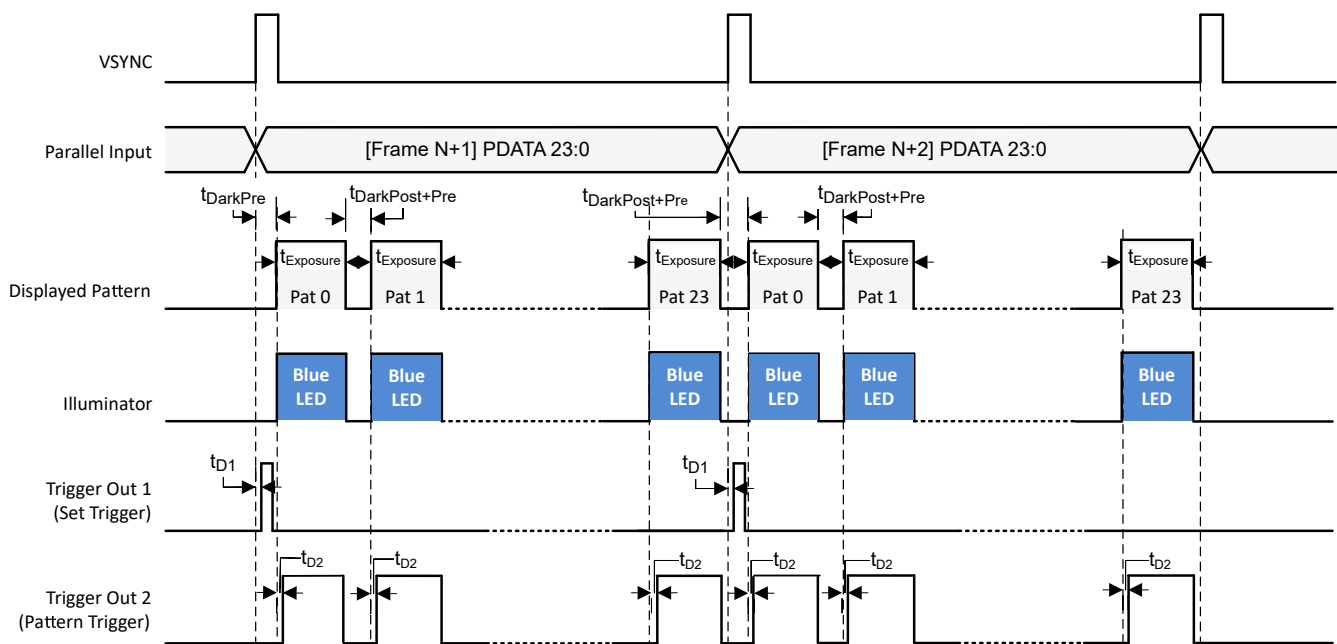 VSYNC
Parallel Input
[Frame N+1] PDATA 23:0
[Frame N+2] PDATA 23:0
tDarkPre
tDarkPost+Pre
tDarkPost+Pre
tDarkPost+Pre
Displayed Pattern
tExposure
Pat 0
tExposure
Pat 1
tExposure
Pat 23
tExposure
Pat 0
tExposure
Pat 1
tExposure
Pat 23
Illuminator
Blue
LED
Blue
LED
Blue
LED
Blue
LED
Blue
LED
Blue
LED
tD1
tD1
Trigger Out 1
(Set Trigger)
tD2
tD2
tD2
tD2
tD2
tD2
Trigger Out 2
(Pattern Trigger)